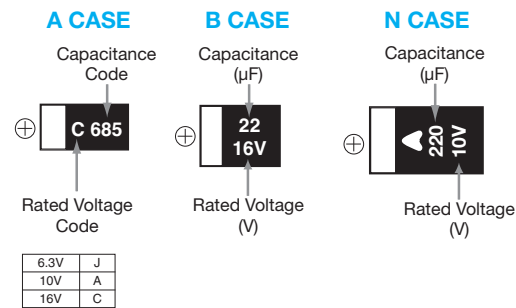 A CASE
Capacitance
Code
⊕
C 685
Rated Voltage
Code
6.3V J
10V A
16V C
B CASE
Capacitance
(μF)
⊕
22
16V
Rated Voltage
(V)
N CASE
Capacitance
(μF)
⊕
220
10V
Rated Voltage
(V)